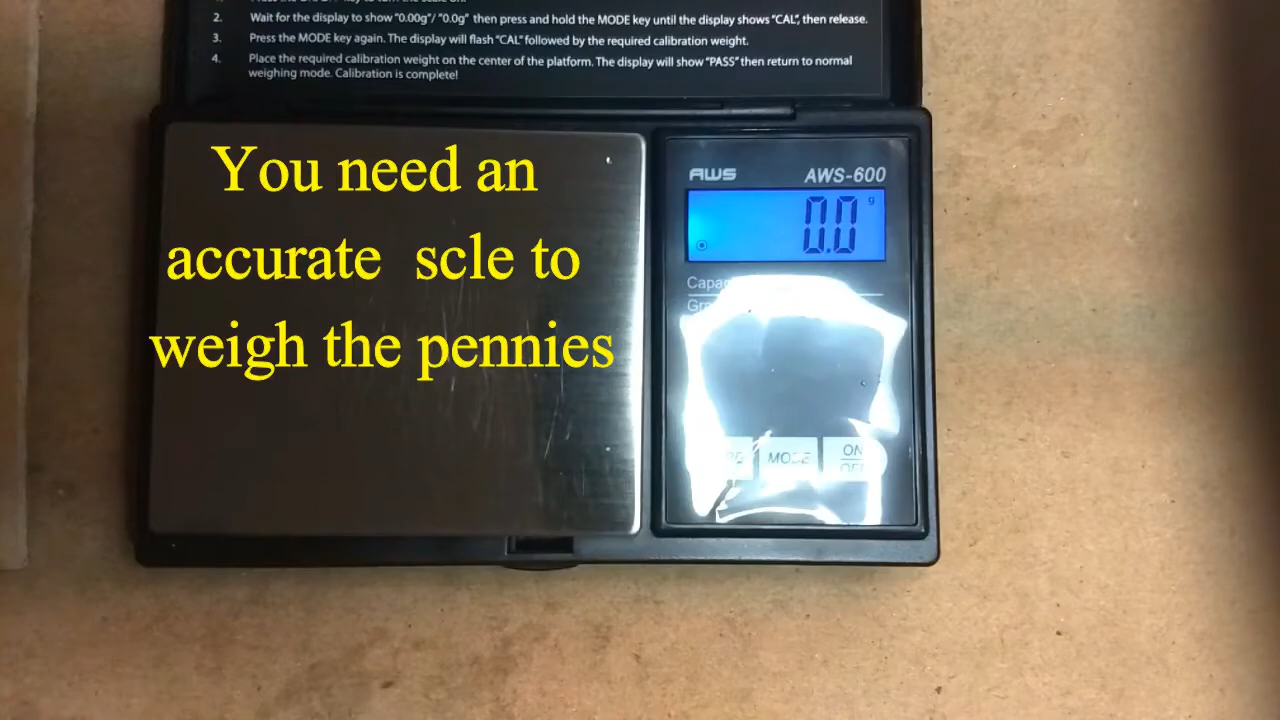 2. Wait for the display to show "0.00g"/ "0.0g" then press and hold the MODE key until the display shows "CAL", then release.
3. Press the MODE key again. The display will flash "CAL" followed by the required calibration weight.
4. Place the required calibration weight on the center of the platform. The display will show "PASS" then return to normal
weighing mode. Calibration is complete!
You need an
accurate scle to
weigh the pennies
AWS AWS-600
0.0 g
MODE ON